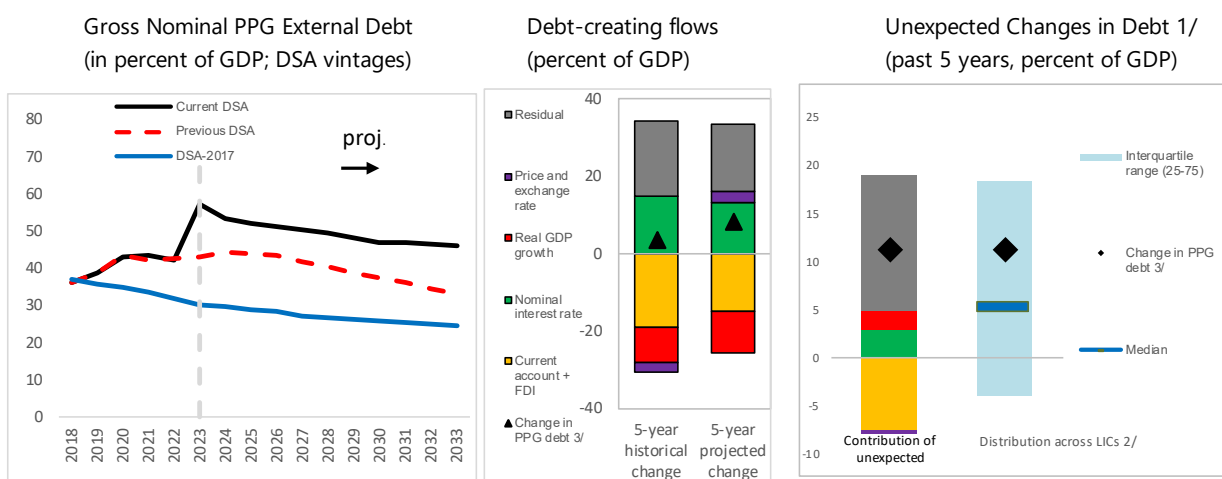 Gross Nominal PPG External Debt
(in percent of GDP; DSA vintages)
Current DSA
Previous DSA
DSA-2017
proj.
80
70
60
50
40
30
20
10
0
2018
2019
2020
2021
2022
2023
2024
2025
2026
2027
2028
2029
2030
2031
2032
2033
Debt-creating flows
(percent of GDP)
Residual
Price and
exchange
rate
Real GDP
growth
Nominal
interest rate
Current
account +
FDI
Change in
PPG debt 3/
40
20
0
-20
-40
5-year
historical
change
5-year
projected
change
Unexpected Changes in Debt 1/
(past 5 years, percent of GDP)
25
20
15
10
5
0
-5
-10
Contribution of
unexpected
Distribution across LICs 2/
Interquartile
range (25-75)
Change in PPG
debt 3/
Median